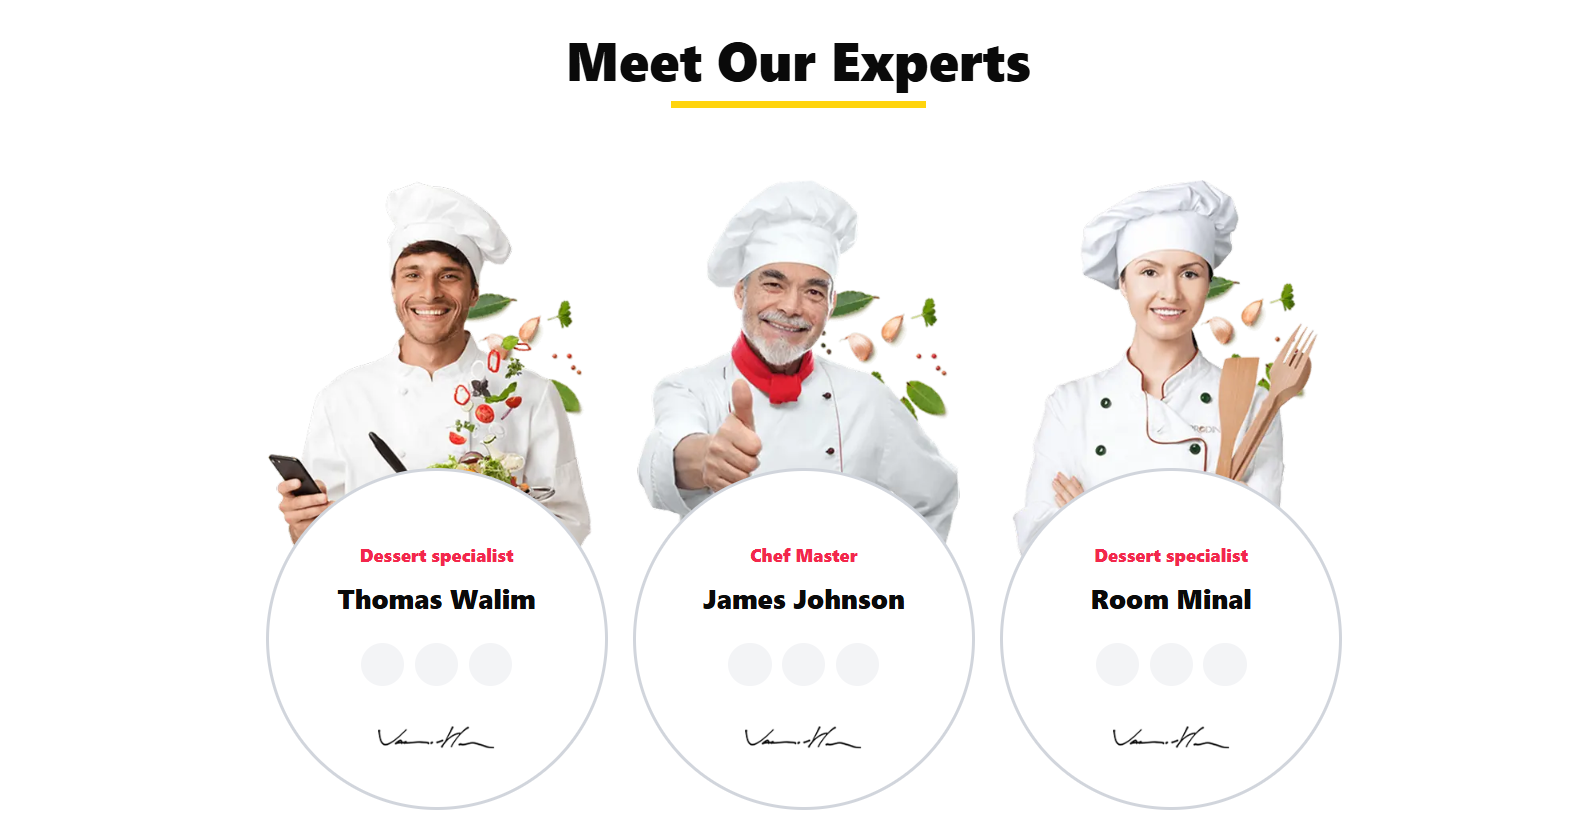 Meet Our Experts
Dessert specialist
Thomas Walim
Chef Master
James Johnson
Dessert specialist
Room Minal